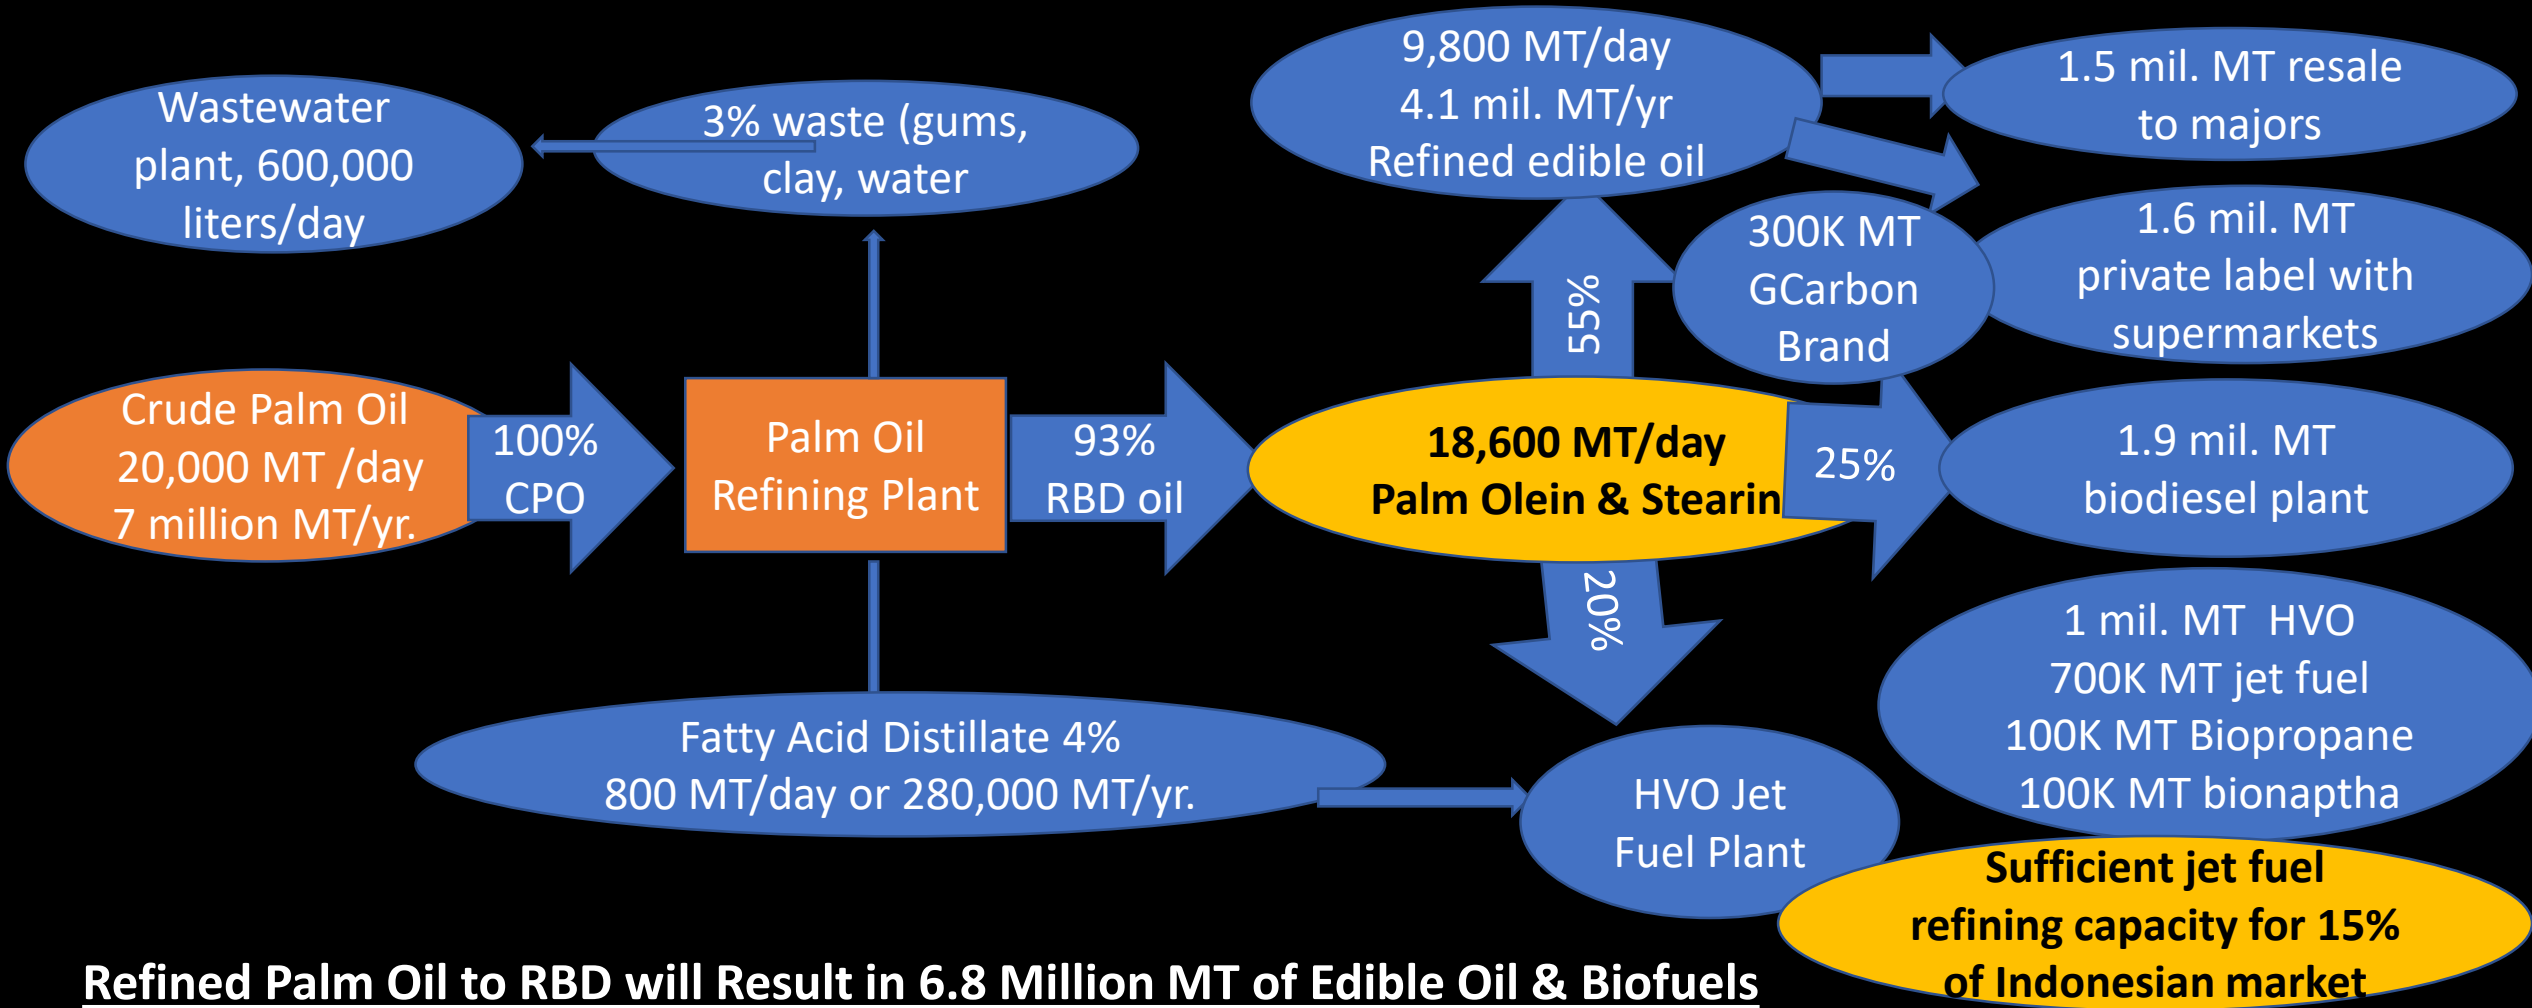 Wastewater
plant, 600,000
liters/day
3% waste (gums,
clay, water
9,800 MT/day
4.1 mil. MT/yr
Refined edible oil
1.5 mil. MT resale
to majors
300K MT
GCarbon
Brand
1.6 mil. MT
private label with
supermarkets
55%
Crude Palm Oil
20,000 MT /day
7 million MT/yr.
100%
CPO
Palm Oil
Refining Plant
93%
RBD oil
18,600 MT/day
Palm Olein & Stearin
25%
1.9 mil. MT
biodiesel plant
20%
1 mil. MT  HVO
700K MT jet fuel
100K MT Biopropane
100K MT bionaptha
Fatty Acid Distillate 4%
800 MT/day or 280,000 MT/yr.
HVO Jet
Fuel Plant
Sufficient jet fuel
refining capacity for 15%
of Indonesian market
Refined Palm Oil to RBD will Result in 6.8 Million MT of Edible Oil & Biofuels